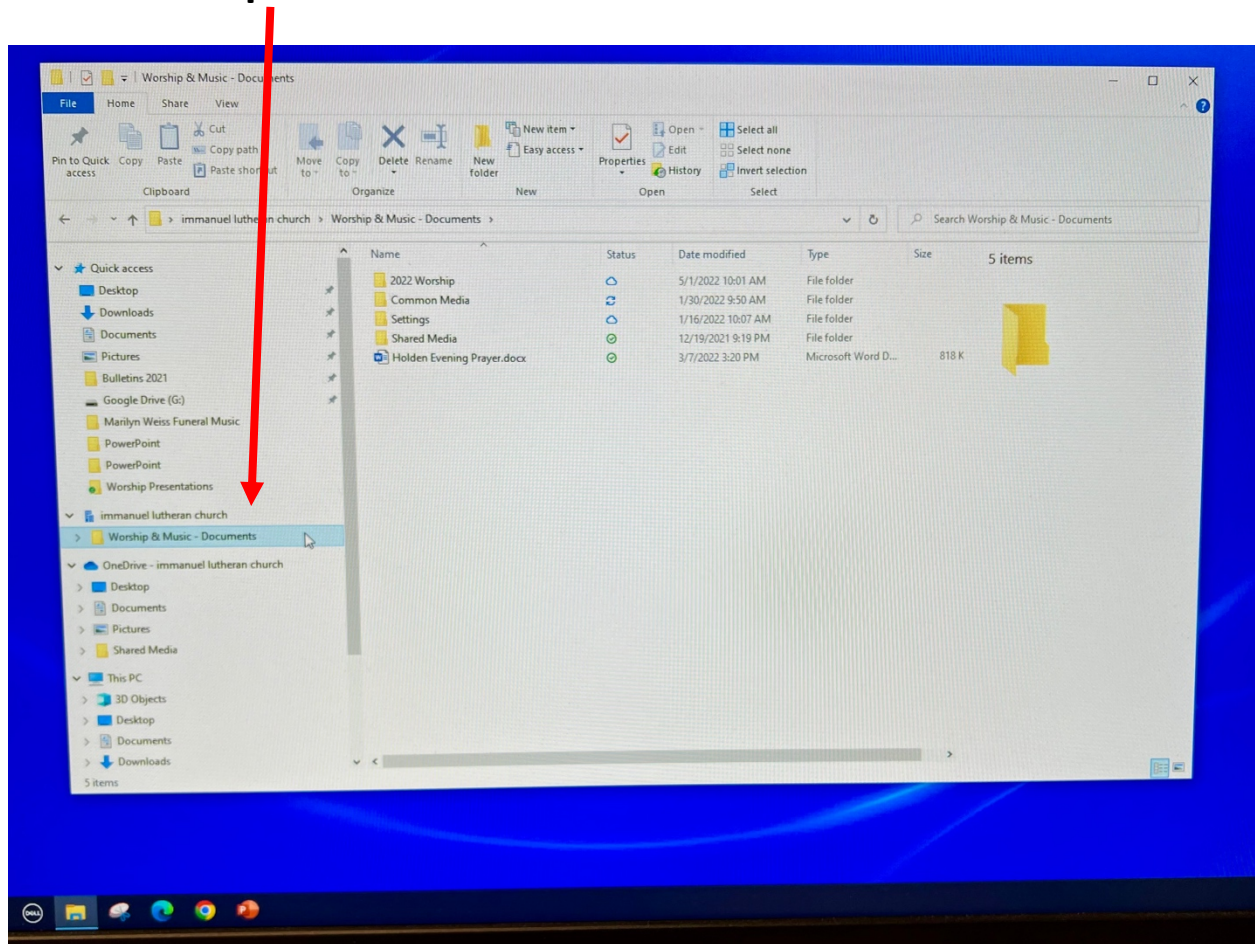 Worship & Music - Documents
File Home Share View
Pin to Quick access
Copy
Paste
Cut
Copy path
Paste shortcut
Clipboard
Move to
Copy to
Delete
Rename
Organize
New folder
New item
Easy access
New
Properties
Open
Edit
History
Open
Select all
Select none
Invert selection
Select
immanuel lutheran church > Worship & Music - Documents >
Search Worship & Music - Documents
Quick access
Desktop
Downloads
Documents
Pictures
Bulletins 2021
Google Drive (G:)
Marilyn Weiss Funeral Music
PowerPoint
PowerPoint
Worship Presentations
immanuel lutheran church
Worship & Music - Documents
OneDrive - immanuel lutheran church
Desktop
Documents
Pictures
Shared Media
This PC
3D Objects
Desktop
Documents
Downloads
5 items
Name Status Date modified Type Size
2022 Worship 5/1/2022 10:01 AM File folder
Common Media 1/30/2022 9:50 AM File folder
Settings 1/16/2022 10:07 AM File folder
Shared Media 12/19/2021 9:19 PM File folder
Holden Evening Prayer.docx 3/7/2022 3:20 PM Microsoft Word D... 818 K
5 items
DELL